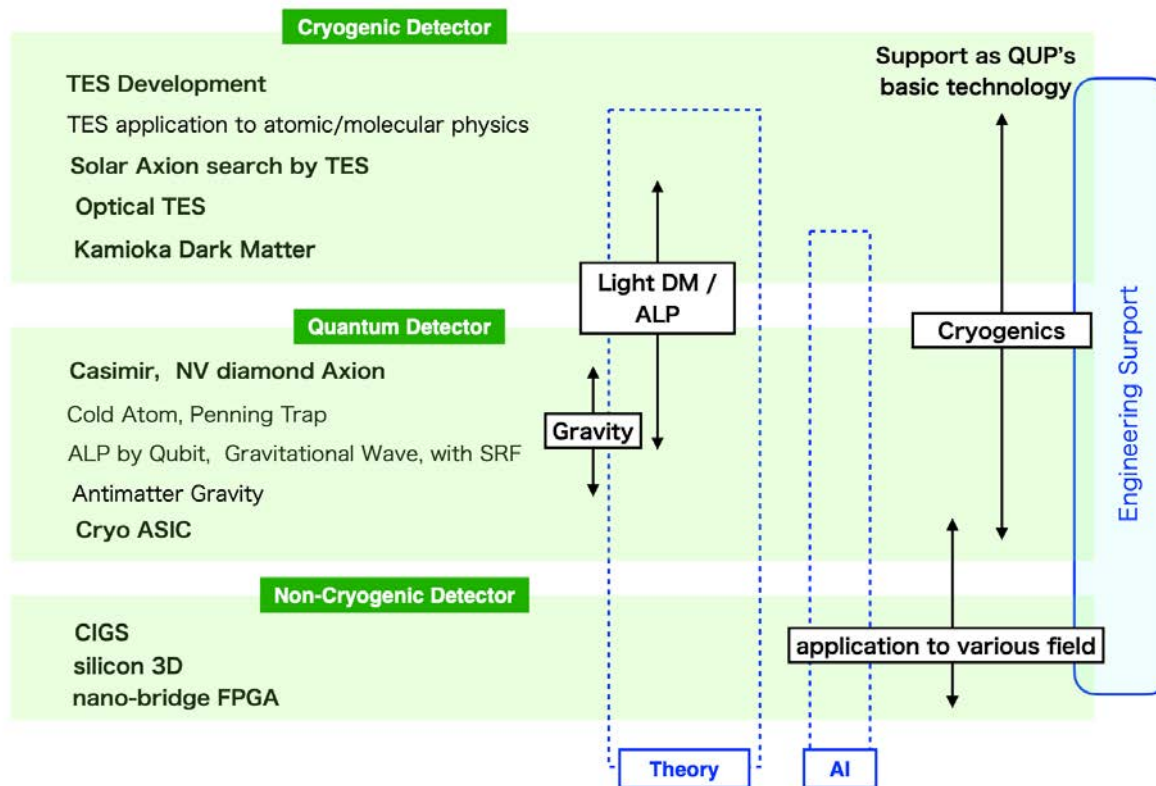 Cryogenic Detector
TES Development
TES application to atomic/molecular physics
Solar Axion search by TES
Optical TES
Kamioka Dark Matter
Support as QUP's
basic technology
Light DM /
ALP
Quantum Detector
Casimir, NV diamond Axion
Cold Atom, Penning Trap
ALP by Qubit, Gravitational Wave, with SRF
Antimatter Gravity
Cryo ASIC
Gravity
Cryogenics
Engineering Surport
Non-Cryogenic Detector
CIGS
silicon 3D
nano-bridge FPGA
application to various field
Theory
AI